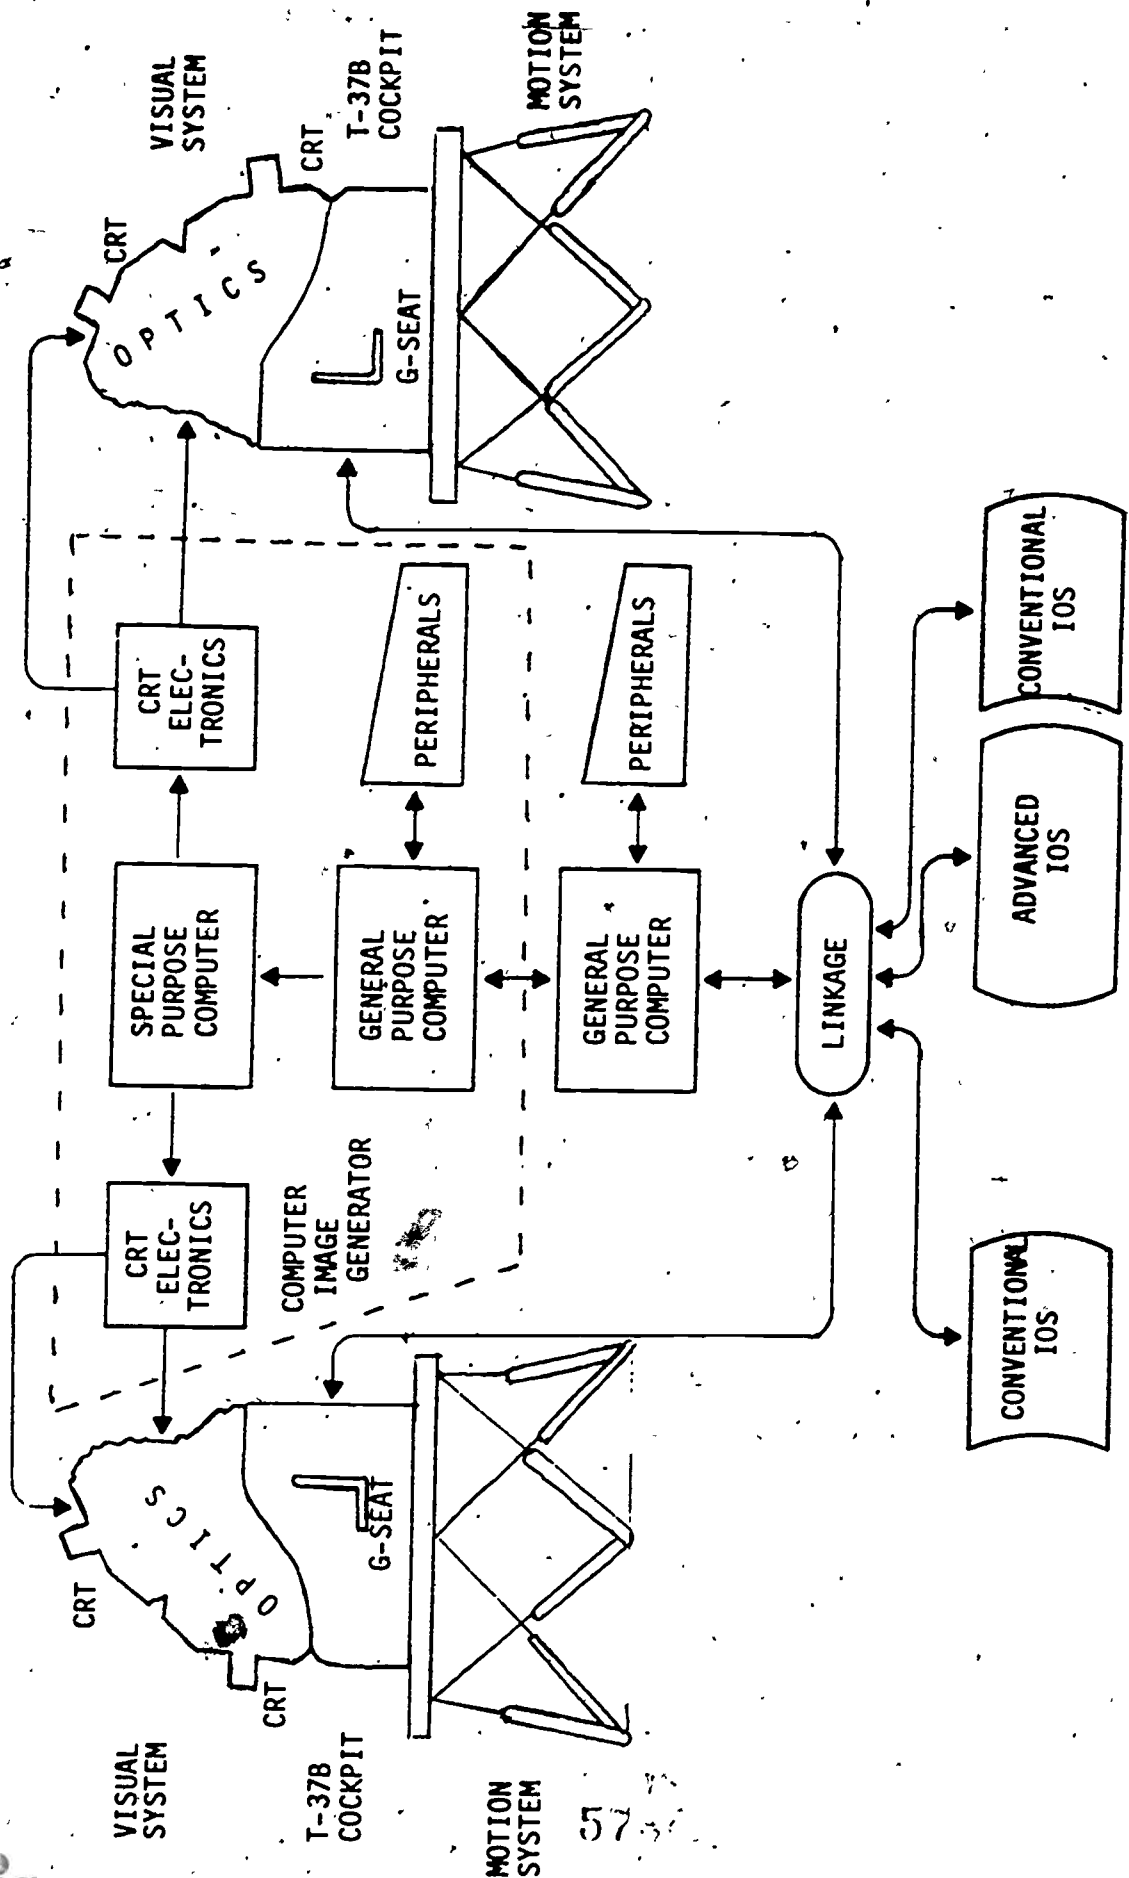 VISUAL
SYSTEM
CRT
CRT
OPTICS
T-37B
COCKPIT
G-SEAT
MOTION
SYSTEM
CRT
ELEC-
TRONICS
COMPUTER
IMAGE
GENERATOR
SPECIAL
PURPOSE
COMPUTER
GENERAL
PURPOSE
COMPUTER
PERIPHERALS
GENERAL
PURPOSE
COMPUTER
PERIPHERALS
CRT
ELEC-
TRONICS
VISUAL
SYSTEM
CRT
CRT
OPTICS
T-37B
COCKPIT
G-SEAT
MOTION
SYSTEM
LINKAGE
CONVENTIONAL
IOS
ADVANCED
IOS
CONVENTIONAL
IOS
57